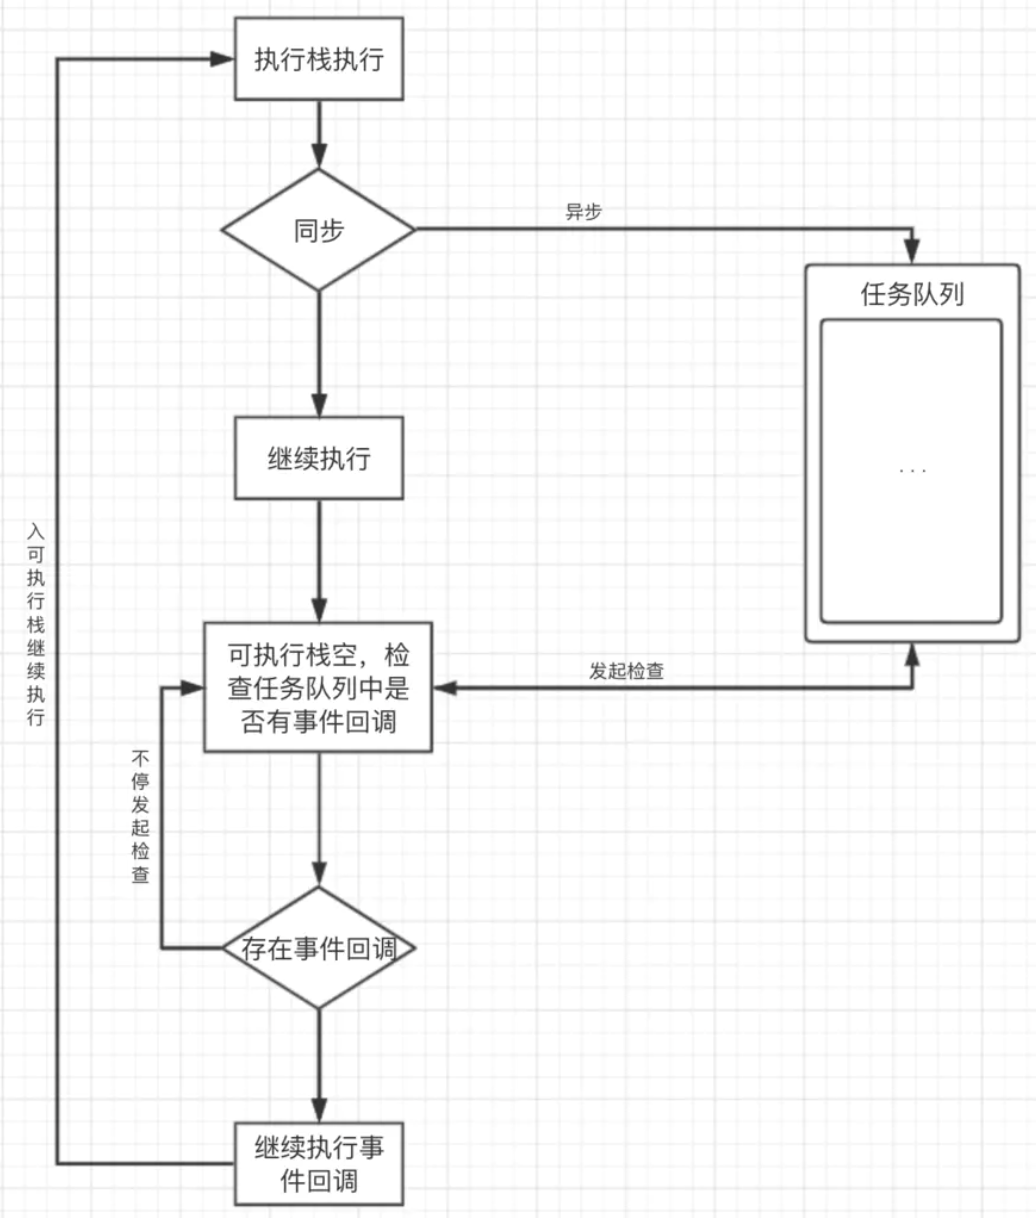 执行栈执行
同步
异步
任务队列
...
继续执行
入可执行栈继续执行
可执行栈空，检
查任务队列中是
否有事件回调
发起检查
不停发起检查
存在事件回调
继续执行事
件回调